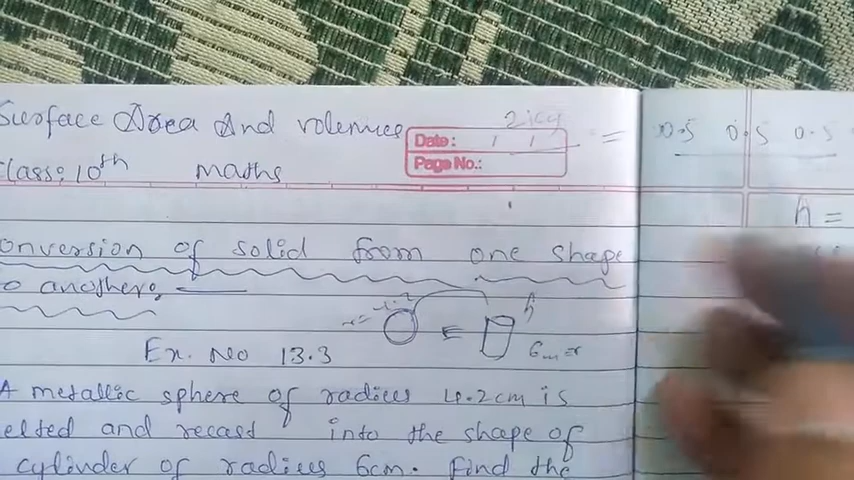 Surface Area And volumes
Date: / /
Page No.:
Class: 10th maths
= 0.5 0.5 0.5
h =
onversion of solid from one shape
o another.
h
6cm = r
Ex. No 13.3
A metallic sphere of radius 4.2cm is
elted and recast into the shape of
cylinder of radius 6cm. find the